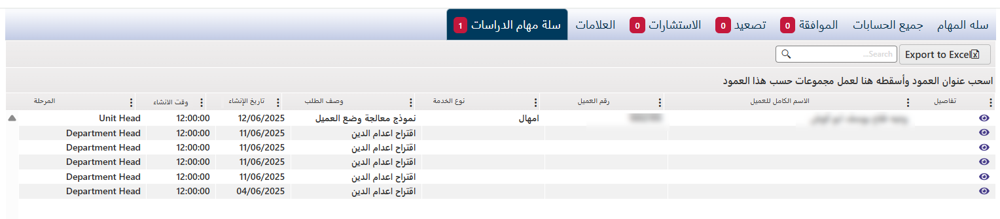 سله المهام جميع الحسابات الموافقة 0 تصعيد 0 الاستشارات 0 العلامات سلة مهام الدراسات 1
Export to Excel Search...
اسحب عنوان العمود وأسقطه هنا لعمل مجموعات حسب هذا العمود
تفاصيل الاسم الكامل للعميل رقم العميل نوع الخدمة وصف الطلب تاريخ الإنشاء وقت الانشاء المرحلة
امهال نموذج معالجة وضع العميل 12/06/2025 12:00:00 Unit Head
اقتراح اعدام الدين 11/06/2025 12:00:00 Department Head
اقتراح اعدام الدين 11/06/2025 12:00:00 Department Head
اقتراح اعدام الدين 11/06/2025 12:00:00 Department Head
اقتراح اعدام الدين 11/06/2025 12:00:00 Department Head
اقتراح اعدام الدين 04/06/2025 12:00:00 Department Head